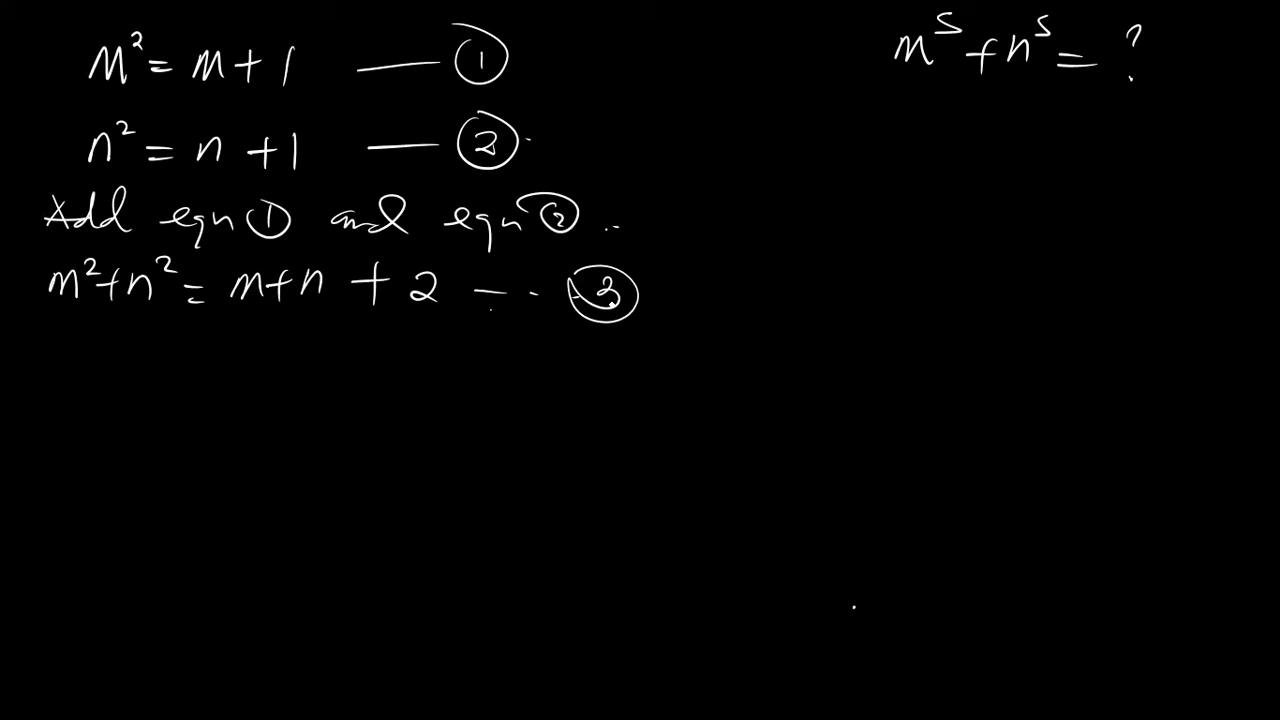 m² = m + 1 —— ①
m⁵ + n⁵ = ?
n² = n + 1 —— ②
Add eqn ① and eqn ② ..
m² + n² = m + n + 2 — - - ③